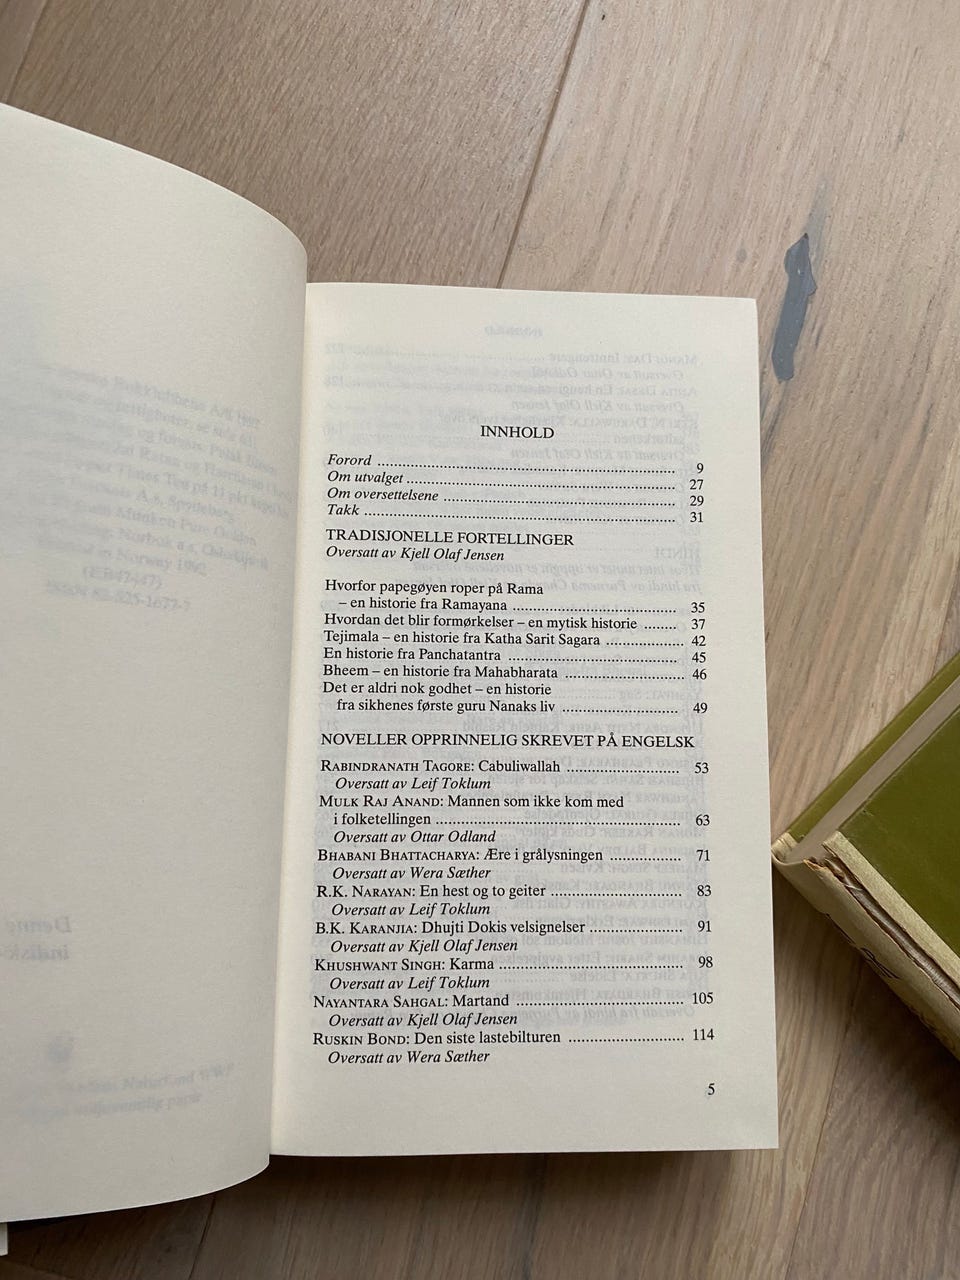 INNHOLD
Forord .......... 9
Om utvalget .......... 27
Om oversettelsene .......... 29
Takk .......... 31
TRADISJONELLE FORTELLINGER
Oversatt av Kjell Olaf Jensen
Hvorfor papegøyen roper på Rama
– en historie fra Ramayana .......... 35
Hvordan det blir formørkelser – en mytisk historie ........ 37
Tejimala – en historie fra Katha Sarit Sagara .......... 42
En historie fra Panchatantra .......... 45
Bheem – en historie fra Mahabharata .......... 46
Det er aldri nok godhet – en historie
fra sikhenes første guru Nanaks liv .......... 49
NOVELLER OPPRINNELIG SKREVET PÅ ENGELSK
RABINDRANATH TAGORE: Cabuliwallah .......... 53
Oversatt av Leif Toklum
MULK RAJ ANAND: Mannen som ikke kom med
i folketellingen .......... 63
Oversatt av Ottar Odland
BHABANI BHATTACHARYA: Ære i grålysningen .......... 71
Oversatt av Wera Sæther
R.K. NARAYAN: En hest og to geiter .......... 83
Oversatt av Leif Toklum
B.K. KARANJIA: Dhujti Dokis velsignelser .......... 91
Oversatt av Kjell Olaf Jensen
KHUSHWANT SINGH: Karma .......... 98
Oversatt av Leif Toklum
NAYANTARA SAHGAL: Martand .......... 105
Oversatt av Kjell Olaf Jensen
RUSKIN BOND: Den siste lastebilturen .......... 114
Oversatt av Wera Sæther
5